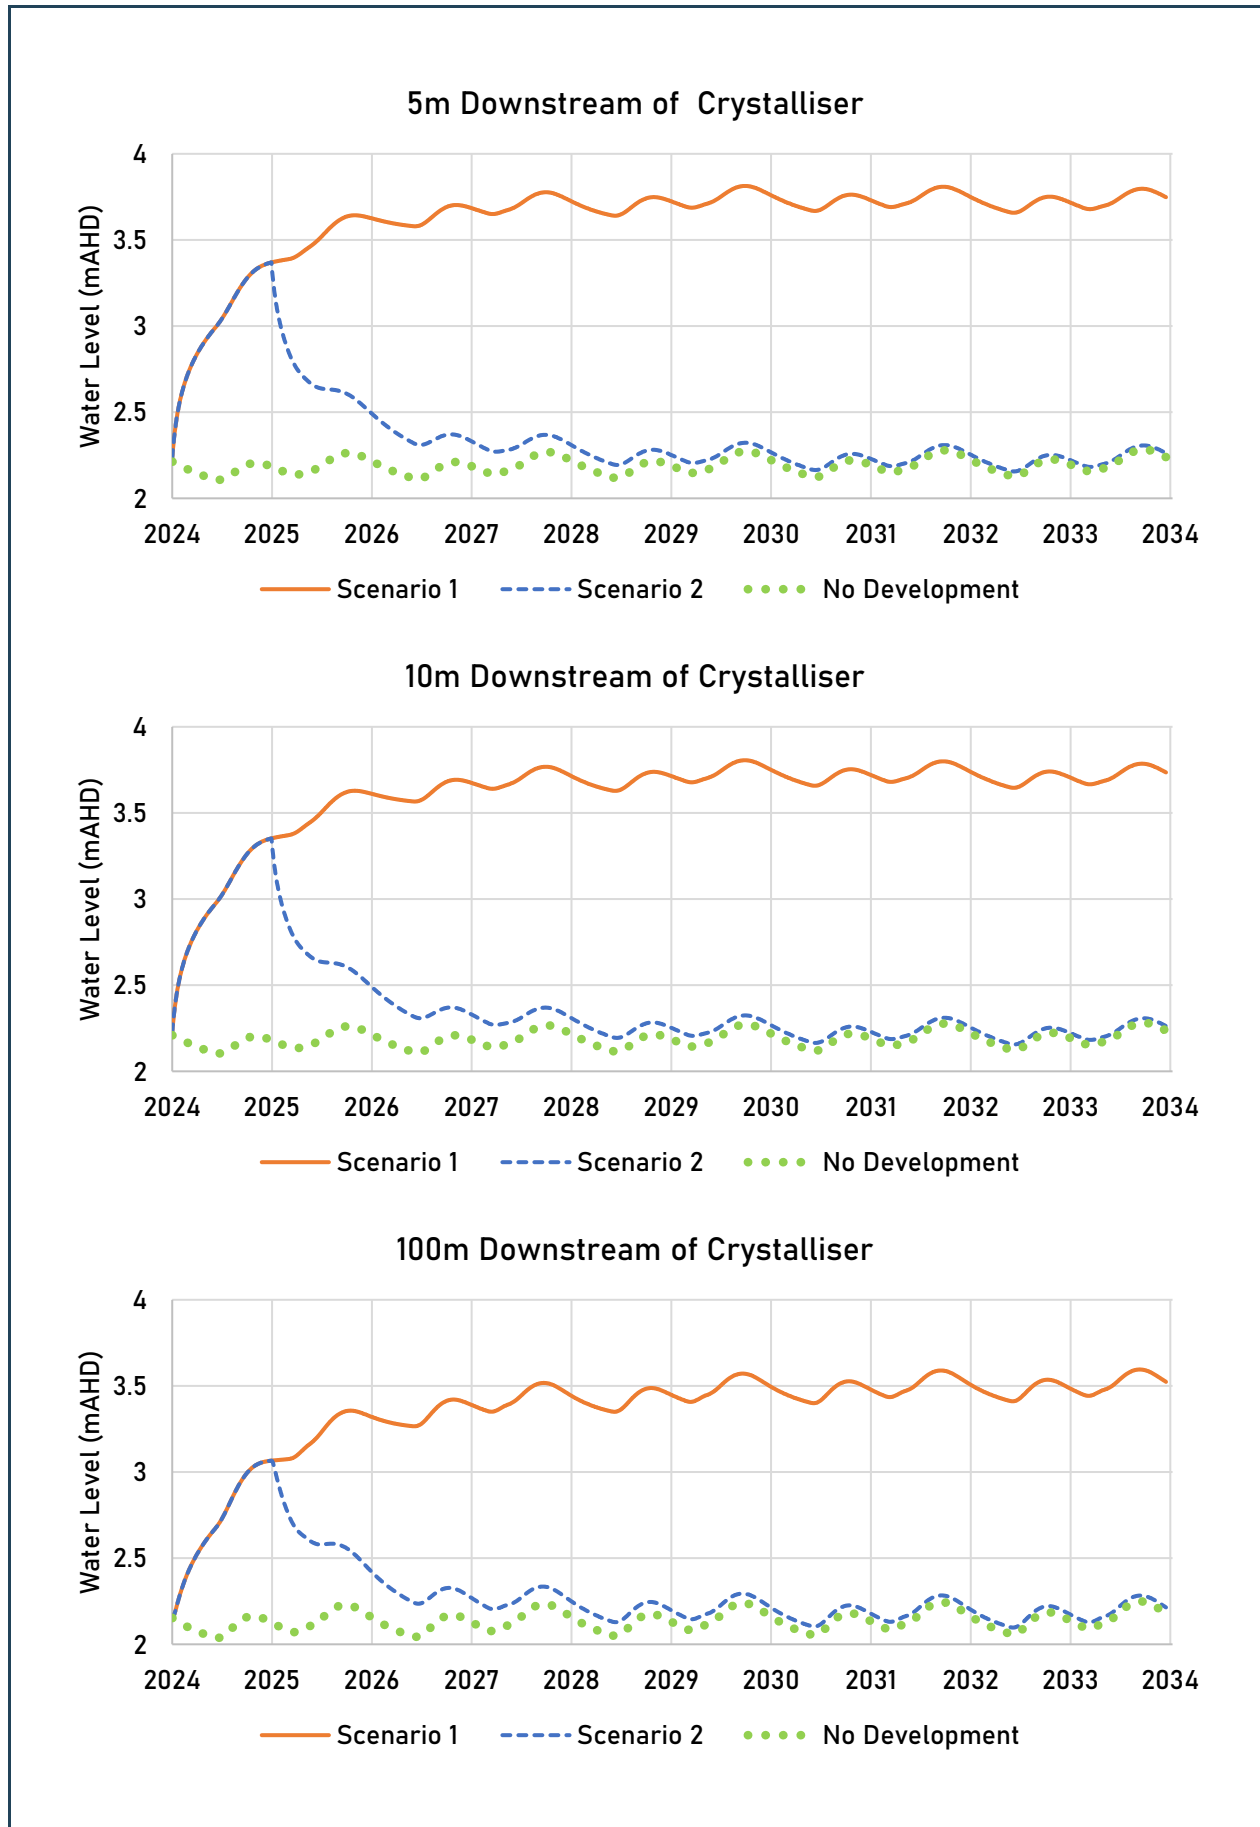 5m Downstream of  Crystalliser
Water Level (mAHD)
4
3.5
3
2.5
2
2024 2025 2026 2027 2028 2029 2030 2031 2032 2033 2034
Scenario 1 Scenario 2 No Development
10m Downstream of Crystalliser
Water Level (mAHD)
4
3.5
3
2.5
2
2024 2025 2026 2027 2028 2029 2030 2031 2032 2033 2034
Scenario 1 Scenario 2 No Development
100m Downstream of Crystalliser
Water Level (mAHD)
4
3.5
3
2.5
2
2024 2025 2026 2027 2028 2029 2030 2031 2032 2033 2034
Scenario 1 Scenario 2 No Development